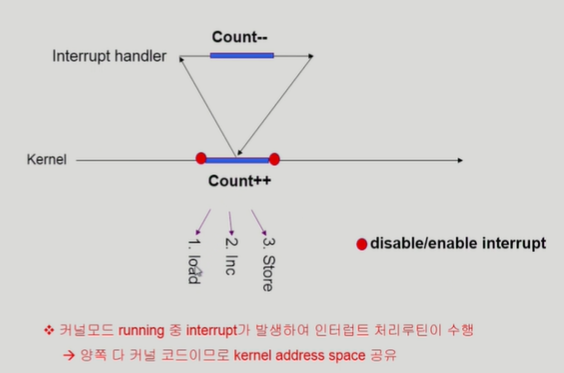 Count--
Interrupt handler
Kernel
Count++
1. load
2. Inc
3. Store
disable/enable interrupt
❖ 커널모드 running 중 interrupt가 발생하여 인터럽트 처리루틴이 수행
→ 양쪽 다 커널 코드이므로 kernel address space 공유